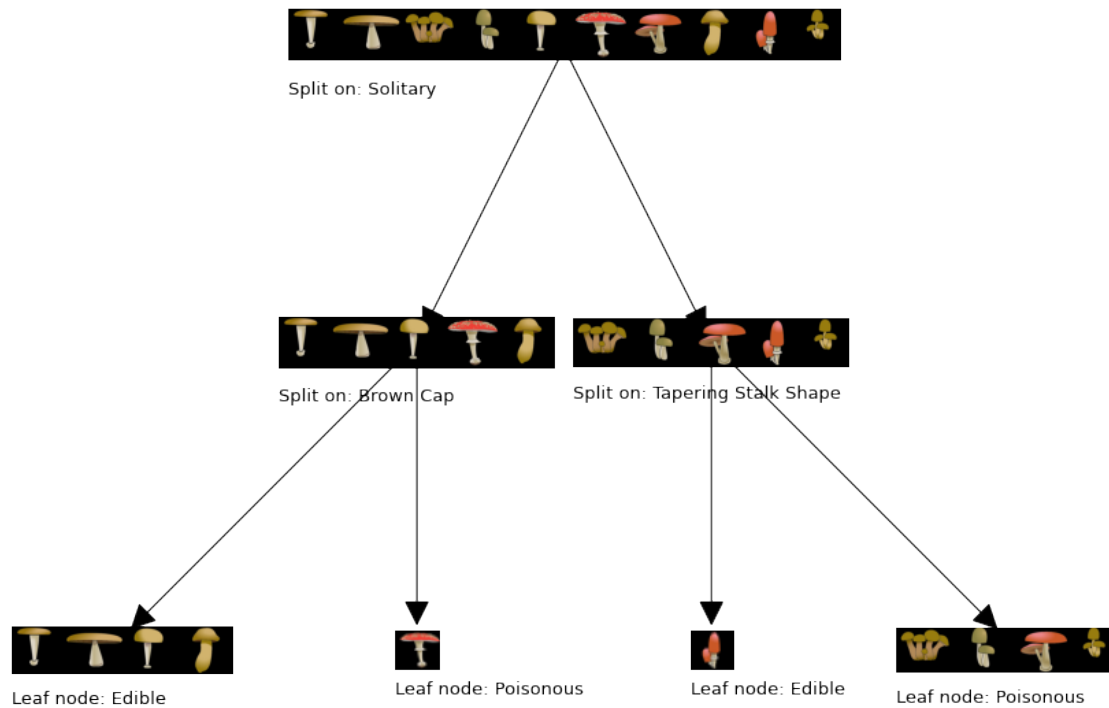 Split on: Solitary
Split on: Brown Cap
Split on: Tapering Stalk Shape
Leaf node: Edible
Leaf node: Poisonous
Leaf node: Edible
Leaf node: Poisonous